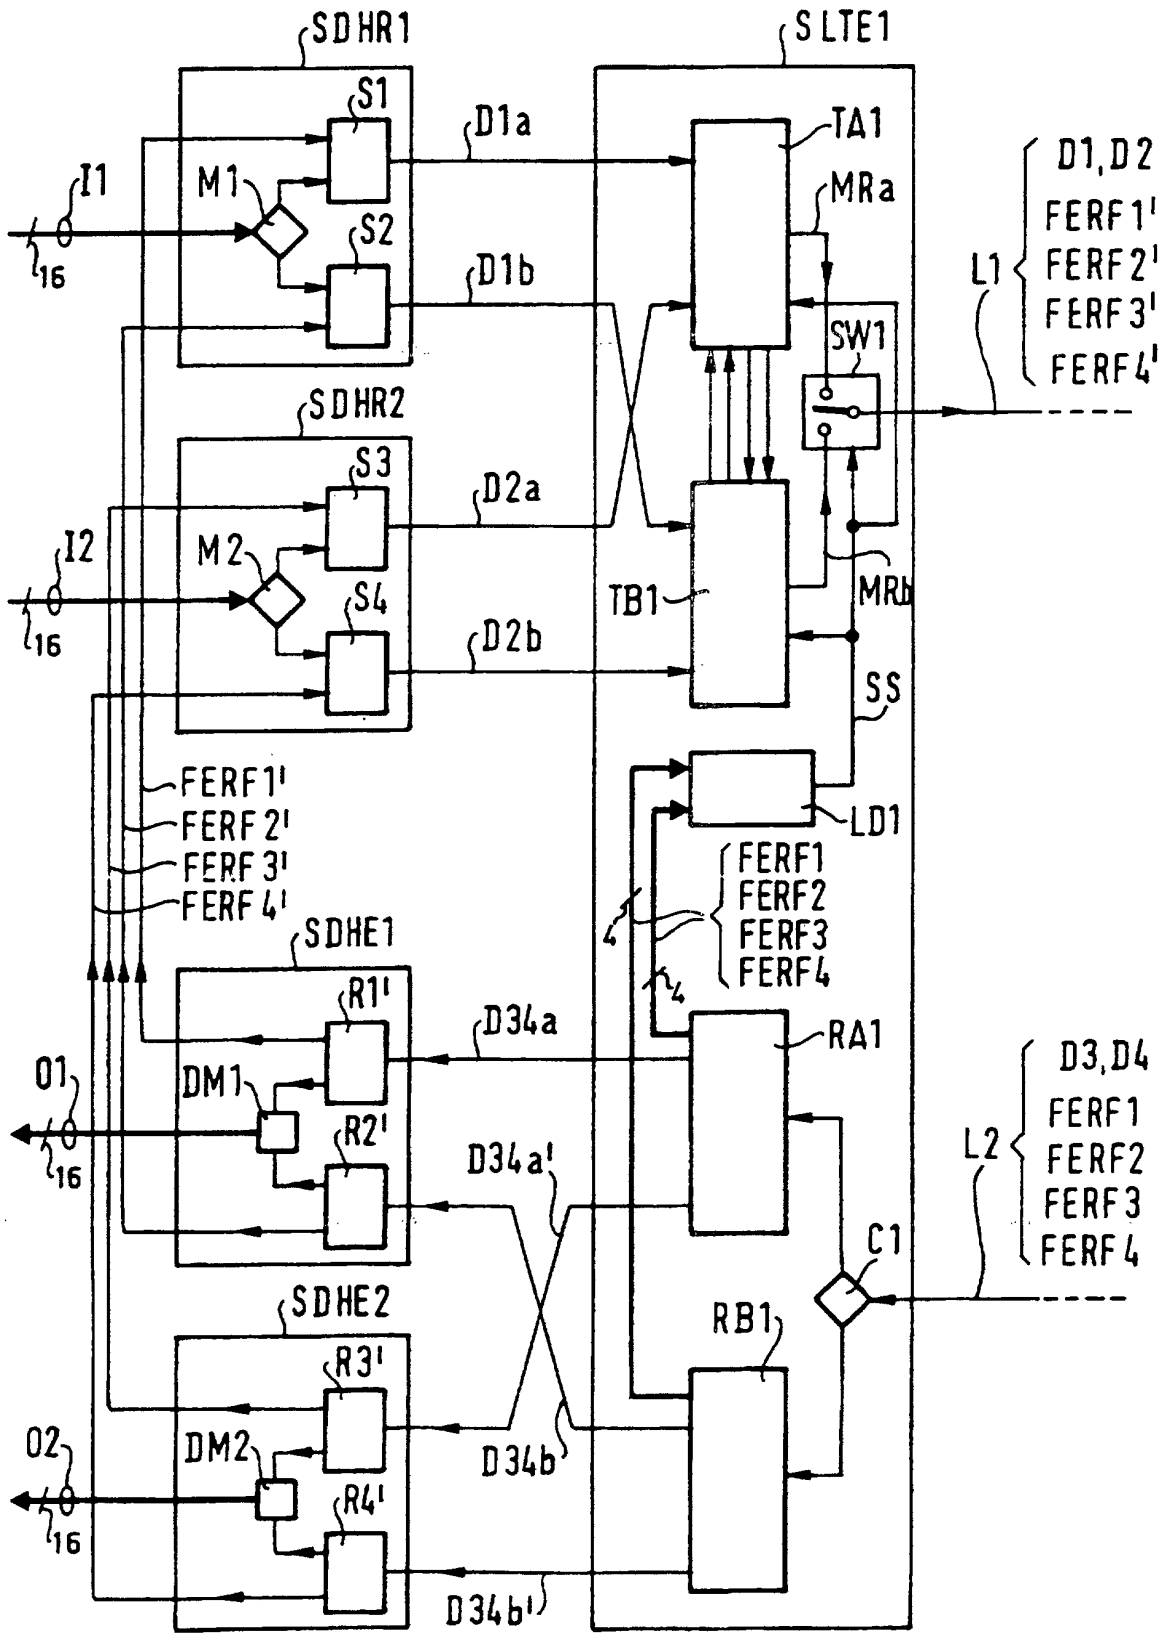 SDHR1
SLTE1
S1
D1a
TA1
I1
M1
MRa
D1, D2
16
S2
FERF1'
D1b
L1
FERF2'
FERF3'
SW1
FERF4'
SDHR2
S3
D2a
I2
M2
16
S4
TB1
MRb
D2b
SS
FERF1'
FERF2'
FERF3'
FERF4'
LD1
FERF1
FERF2
FERF3
FERF4
4
4
SDHE1
R1'
D34a
RA1
O1
DM1
D3, D4
16
R2'
D34a'
L2
FERF1
FERF2
FERF3
FERF4
C1
SDHE2
RB1
R3'
O2
DM2
D34b
16
R4'
D34b'